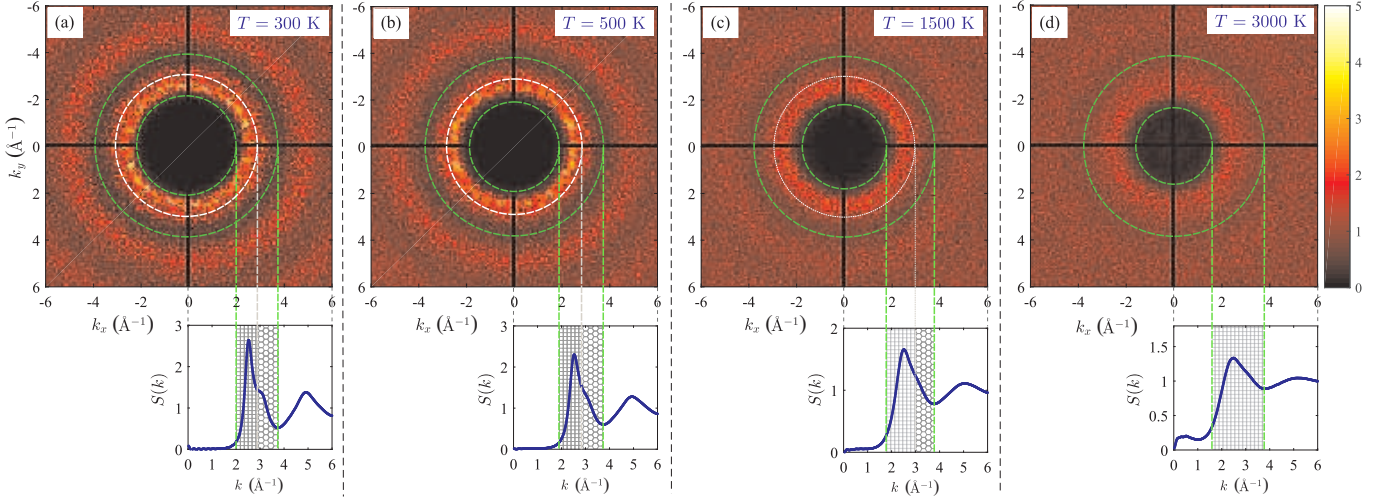 (a) T = 300 K
(b) T = 500 K
(c) T = 1500 K
(d) T = 3000 K
-6
-4
-2
0
2
4
6
k_y (Å⁻¹)
-6 -4 -2 0 2 4 6
k_x (Å⁻¹)
-6 -4 -2 0 2 4 6
k_x (Å⁻¹)
-6 -4 -2 0 2 4 6
k_x (Å⁻¹)
-6 -4 -2 0 2 4 6
k_x (Å⁻¹)
5
4
3
2
1
0
3
2
1
0
S(k)
0 1 2 3 4 5 6
k (Å⁻¹)
3
2
1
0
S(k)
0 1 2 3 4 5 6
k (Å⁻¹)
2
1
0
S(k)
0 1 2 3 4 5 6
k (Å⁻¹)
1.5
1
0.5
0
S(k)
0 1 2 3 4 5 6
k (Å⁻¹)